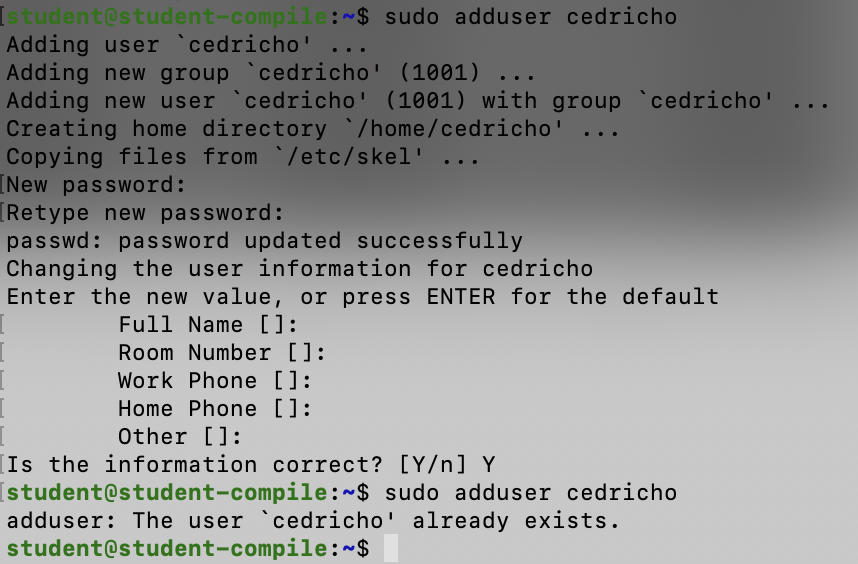 student@student-compile:~$ sudo adduser cedricho
Adding user `cedricho' ...
Adding new group `cedricho' (1001) ...
Adding new user `cedricho' (1001) with group `cedricho' ...
Creating home directory `/home/cedricho' ...
Copying files from `/etc/skel' ...
New password:
Retype new password:
passwd: password updated successfully
Changing the user information for cedricho
Enter the new value, or press ENTER for the default
Full Name []:
Room Number []:
Work Phone []:
Home Phone []:
Other []:
Is the information correct? [Y/n] Y
student@student-compile:~$ sudo adduser cedricho
adduser: The user `cedricho' already exists.
student@student-compile:~$